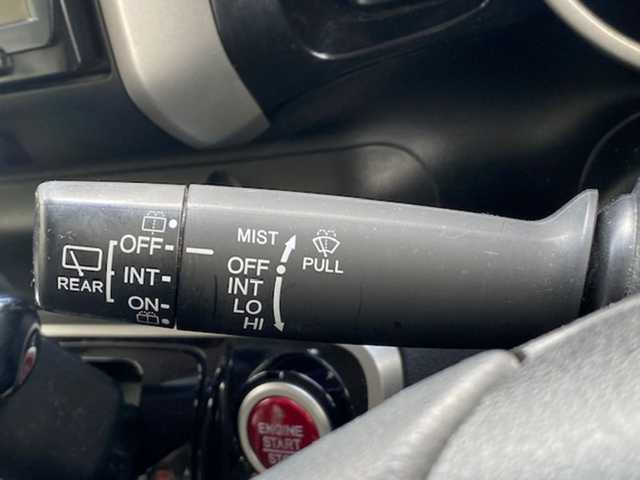 OFF
INT
ON
REAR
MIST
OFF
INT
LO
HI
PULL
ENGINE
START